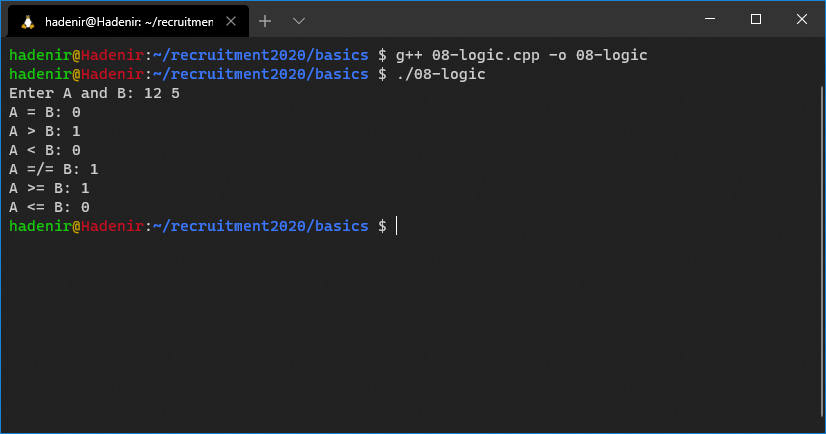 hadenir@Hadenir: ~/recruitmen
hadenir@Hadenir:~/recruitment2020/basics $ g++ 08-logic.cpp -o 08-logic
hadenir@Hadenir:~/recruitment2020/basics $ ./08-logic
Enter A and B: 12 5
A = B: 0
A > B: 1
A < B: 0
A =/= B: 1
A >= B: 1
A <= B: 0
hadenir@Hadenir:~/recruitment2020/basics $